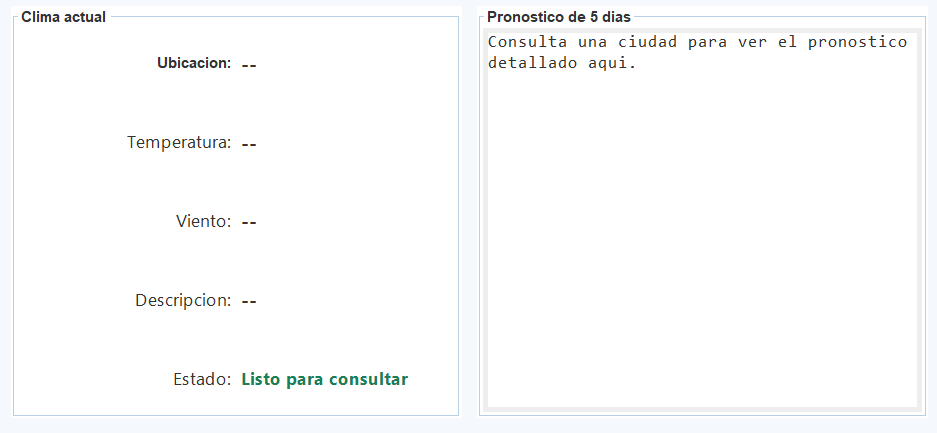 Clima actual
Ubicacion: --
Temperatura: --
Viento: --
Descripcion: --
Estado: Listo para consultar
Pronostico de 5 dias
Consulta una ciudad para ver el pronostico
detallado aqui.